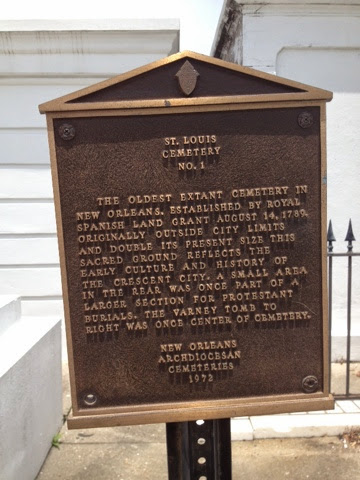 ST. LOUIS
CEMETERY
NO. 1
THE OLDEST EXTANT CEMETERY IN
NEW ORLEANS. ESTABLISHED BY ROYAL
SPANISH LAND GRANT AUGUST 14, 1789.
ORIGINALLY OUTSIDE CITY LIMITS
AND DOUBLE ITS PRESENT SIZE THIS
SACRED GROUND REFLECTS THE
EARLY CULTURE AND HISTORY OF
THE CRESCENT CITY. A SMALL AREA
IN THE REAR WAS ONCE PART OF A
LARGER SECTION FOR PROTESTANT
BURIALS. THE VARNEY TOMB TO
RIGHT WAS ONCE CENTER OF CEMETERY.
NEW ORLEANS
ARCHDIOCESAN
CEMETERIES
1972